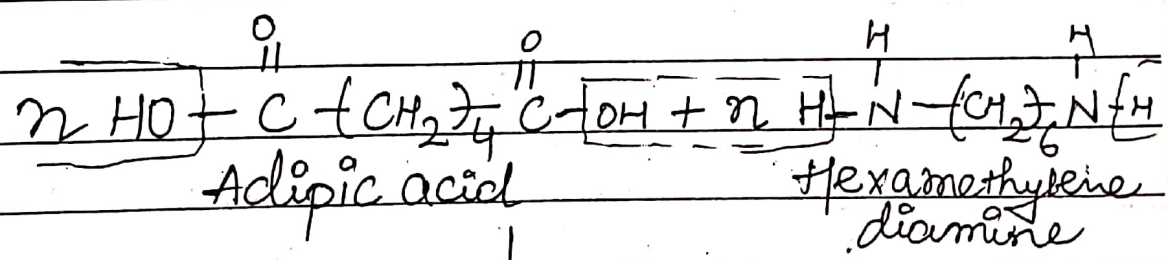 O O H H
|| || | |
n HO-C-(CH2)4-C-OH + n H-N-(CH2)6-N-H
Adipic acid Hexamethylene
diamine